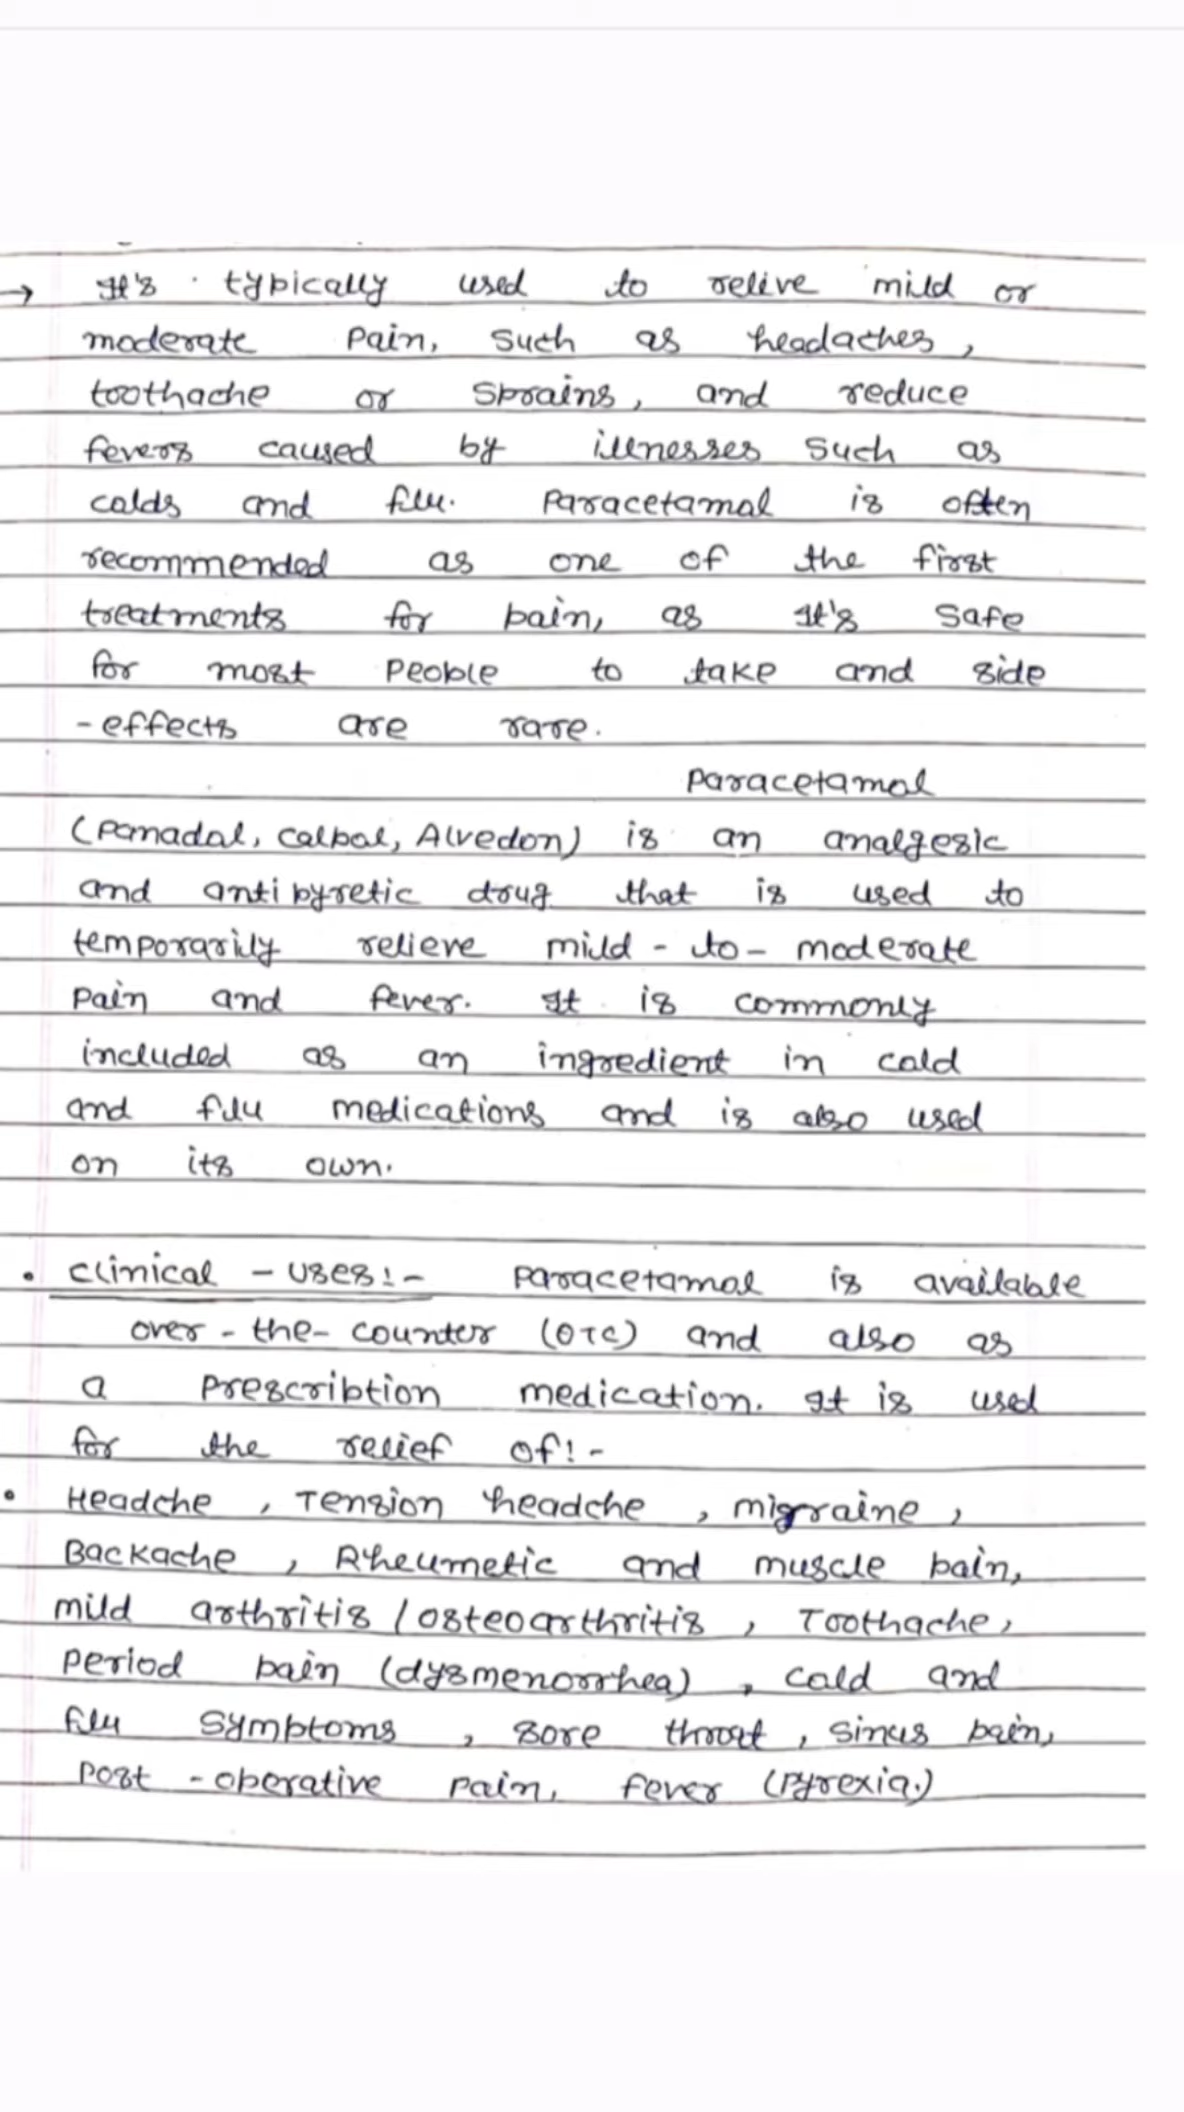 → It's typically used to relive mild or
moderate pain, such as headaches,
toothache or sprains, and reduce
fevers caused by illnesses such as
colds and flu. Paracetamal is often
recommended as one of the first
treatments for pain, as It's safe
for most people to take and side
-effects are rare.
Paracetamol
(Panadal, Calpal, Alvedon) is an analgesic
and antipyretic drug that is used to
temporarily relieve mild-to-moderate
pain and fever. It is commonly
included as an ingredient in cold
and flu medications and is also used
on its own.
• Clinical - uses:- Paracetamol is available
over-the-counter (OTC) and also as
a prescribtion medication. It is used
for the relief of:-
• Headche, Tension headche, migraine,
Backache, Rheumetic and muscle pain,
mild arthritis/osteoarthritis, Toothache,
Period pain (dysmenorrhea), cold and
flu symptoms, sore throat, sinus pain,
Post-operative pain, fever (Pyrexia.)